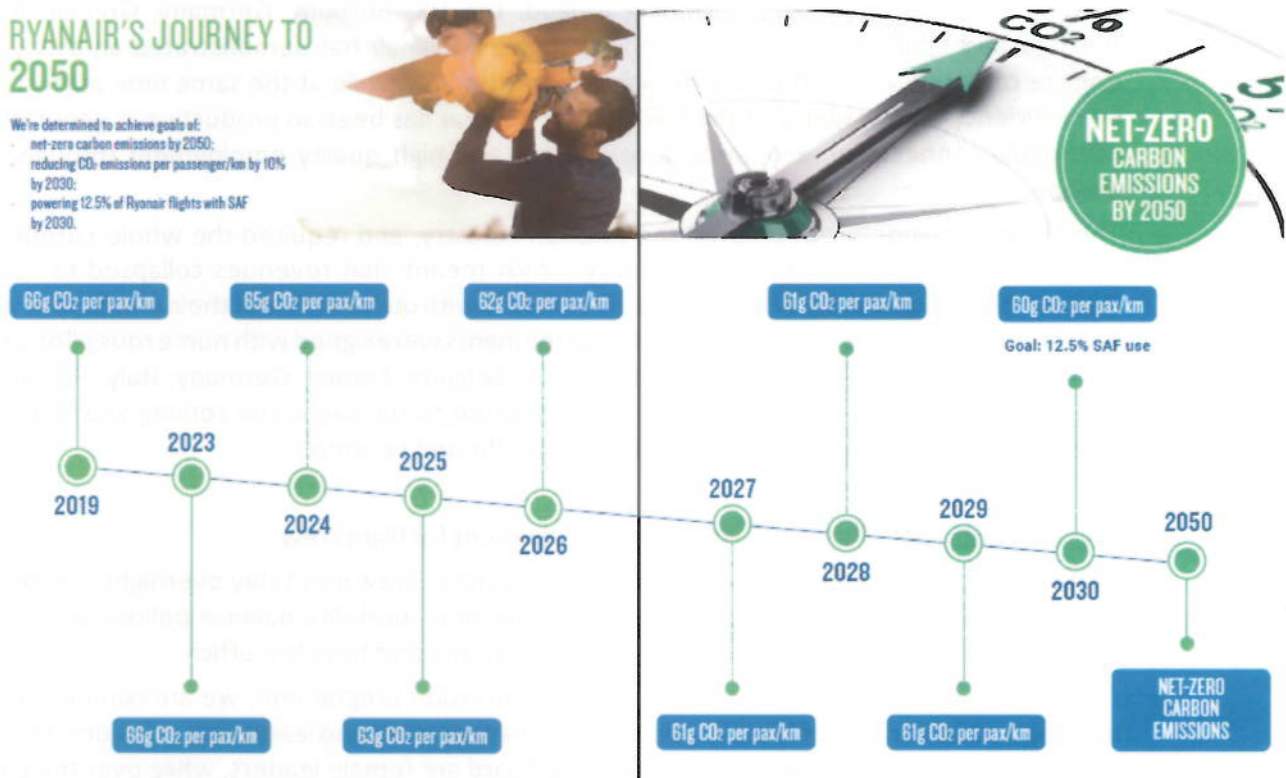 RYANAIR'S JOURNEY TO
2050
We're determined to achieve goals of:
· net-zero carbon emissions by 2050;
· reducing CO₂ emissions per passenger/km by 10%
by 2030;
· powering 12.5% of Ryanair flights with SAF
by 2030.
CO₂
%
CO₂
NET-ZERO
CARBON
EMISSIONS
BY 2050
66g CO₂ per pax/km
65g CO₂ per pax/km
62g CO₂ per pax/km
61g CO₂ per pax/km
60g CO₂ per pax/km
Goal: 12.5% SAF use
2019
2023
2024
2025
2026
2027
2028
2029
2030
2050
66g CO₂ per pax/km
63g CO₂ per pax/km
61g CO₂ per pax/km
61g CO₂ per pax/km
NET-ZERO
CARBON
EMISSIONS